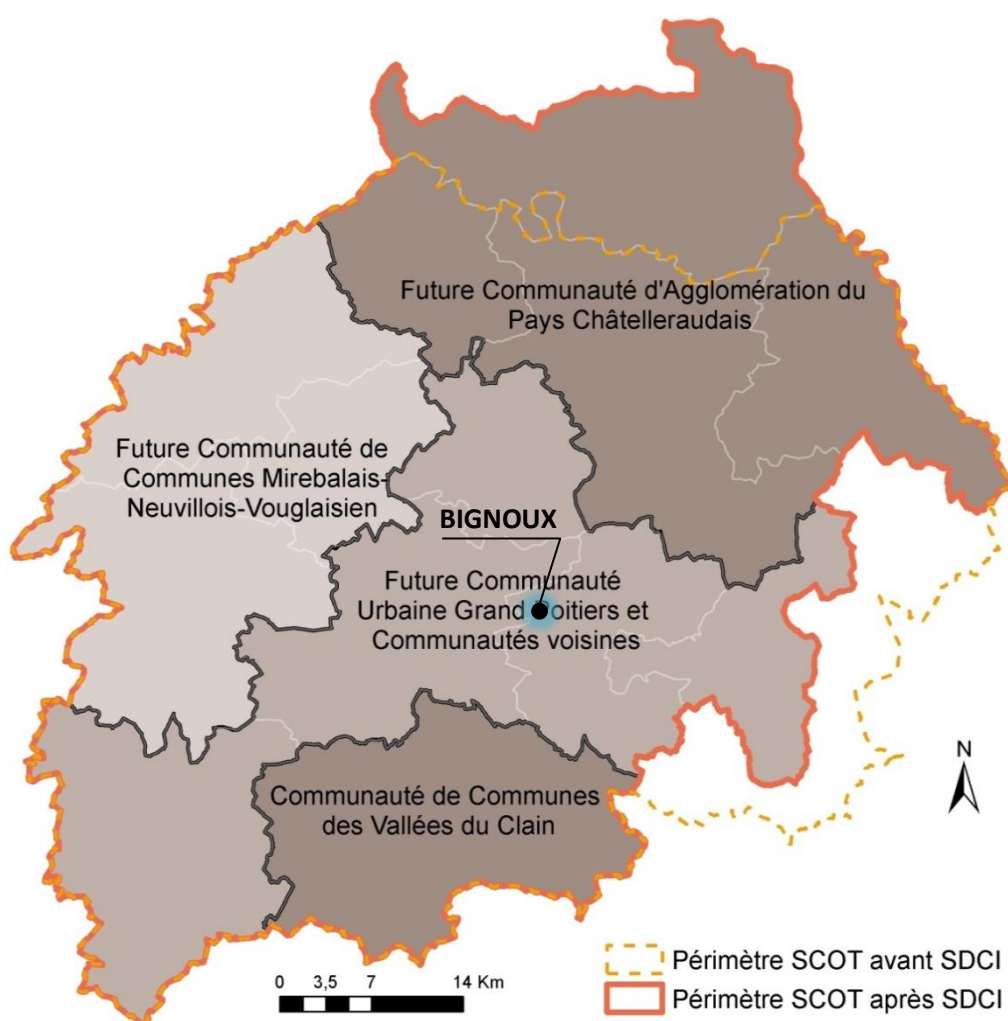 Future Communauté d'Agglomération du
Pays Châtelleraudais
Future Communauté de
Communes Mirebalais-
Neuvillois-Vouglaisien
BIGNOUX
Future Communauté
Urbaine Grand Poitiers et
Communautés voisines
Communauté de Communes
des Vallées du Clain
N
0 3,5 7 14 Km
Périmètre SCOT avant SDCI
Périmètre SCOT après SDCI